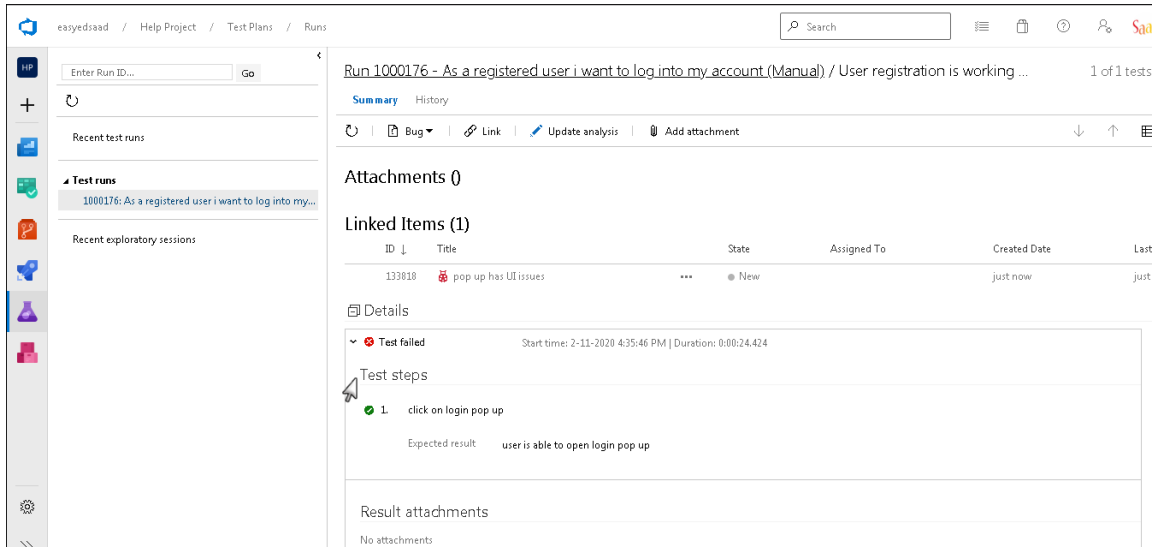 easyedsaad / Help Project / Test Plans / Runs
Search
HP
Enter Run ID...
Go
Recent test runs
Test runs
1000176: As a registered user i want to log into my...
Recent exploratory sessions
Run 1000176 - As a registered user i want to log into my account (Manual) / User registration is working ...
1 of 1 tests
Summary History
Bug Link Update analysis Add attachment
Attachments ()
Linked Items (1)
ID ↓ Title State Assigned To Created Date Last
133818 pop up has UI issues ... New just now just
Details
Test failed Start time: 2-11-2020 4:35:46 PM | Duration: 0:00:24.424
Test steps
1. click on login pop up
Expected result user is able to open login pop up
Result attachments
No attachments